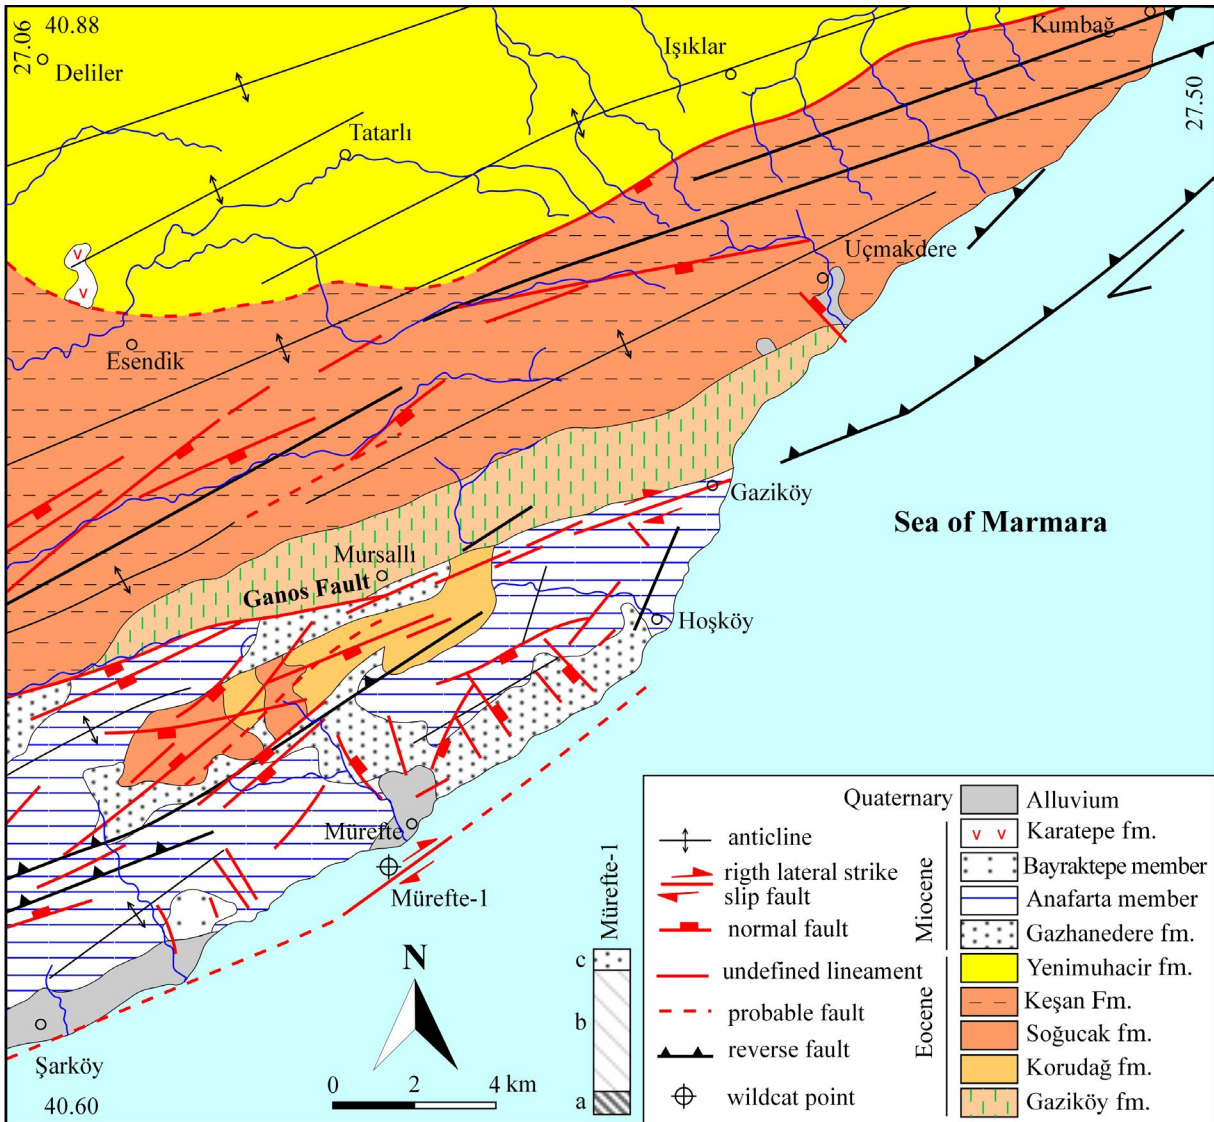 27.06
40.88
Deliler
Işıklar
Kumbağ
27.50
Tatarlı
Uçmakdere
Esendik
Gaziköy
Sea of Marmara
Mursallı
Ganos Fault
Hoşköy
Mürefte
Mürefte-1
Şarköy
40.60
N
0 2 4 km
Mürefte-1
c
b
a
anticline
rigth lateral strike
slip fault
normal fault
undefined lineament
probable fault
reverse fault
wildcat point
Quaternary
Miocene
Eocene
Alluvium
v v
Karatepe fm.
Bayraktepe member
Anafarta member
Gazhanedere fm.
Yenimuhacir fm.
Keşan Fm.
Soğucak fm.
Korudağ fm.
Gaziköy fm.
v
v